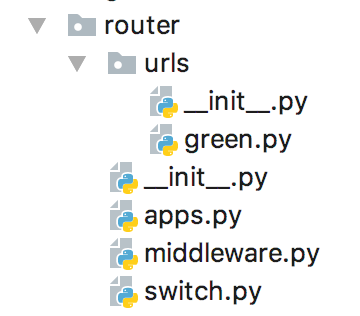 router
urls
__init__.py
green.py
__init__.py
apps.py
middleware.py
switch.py